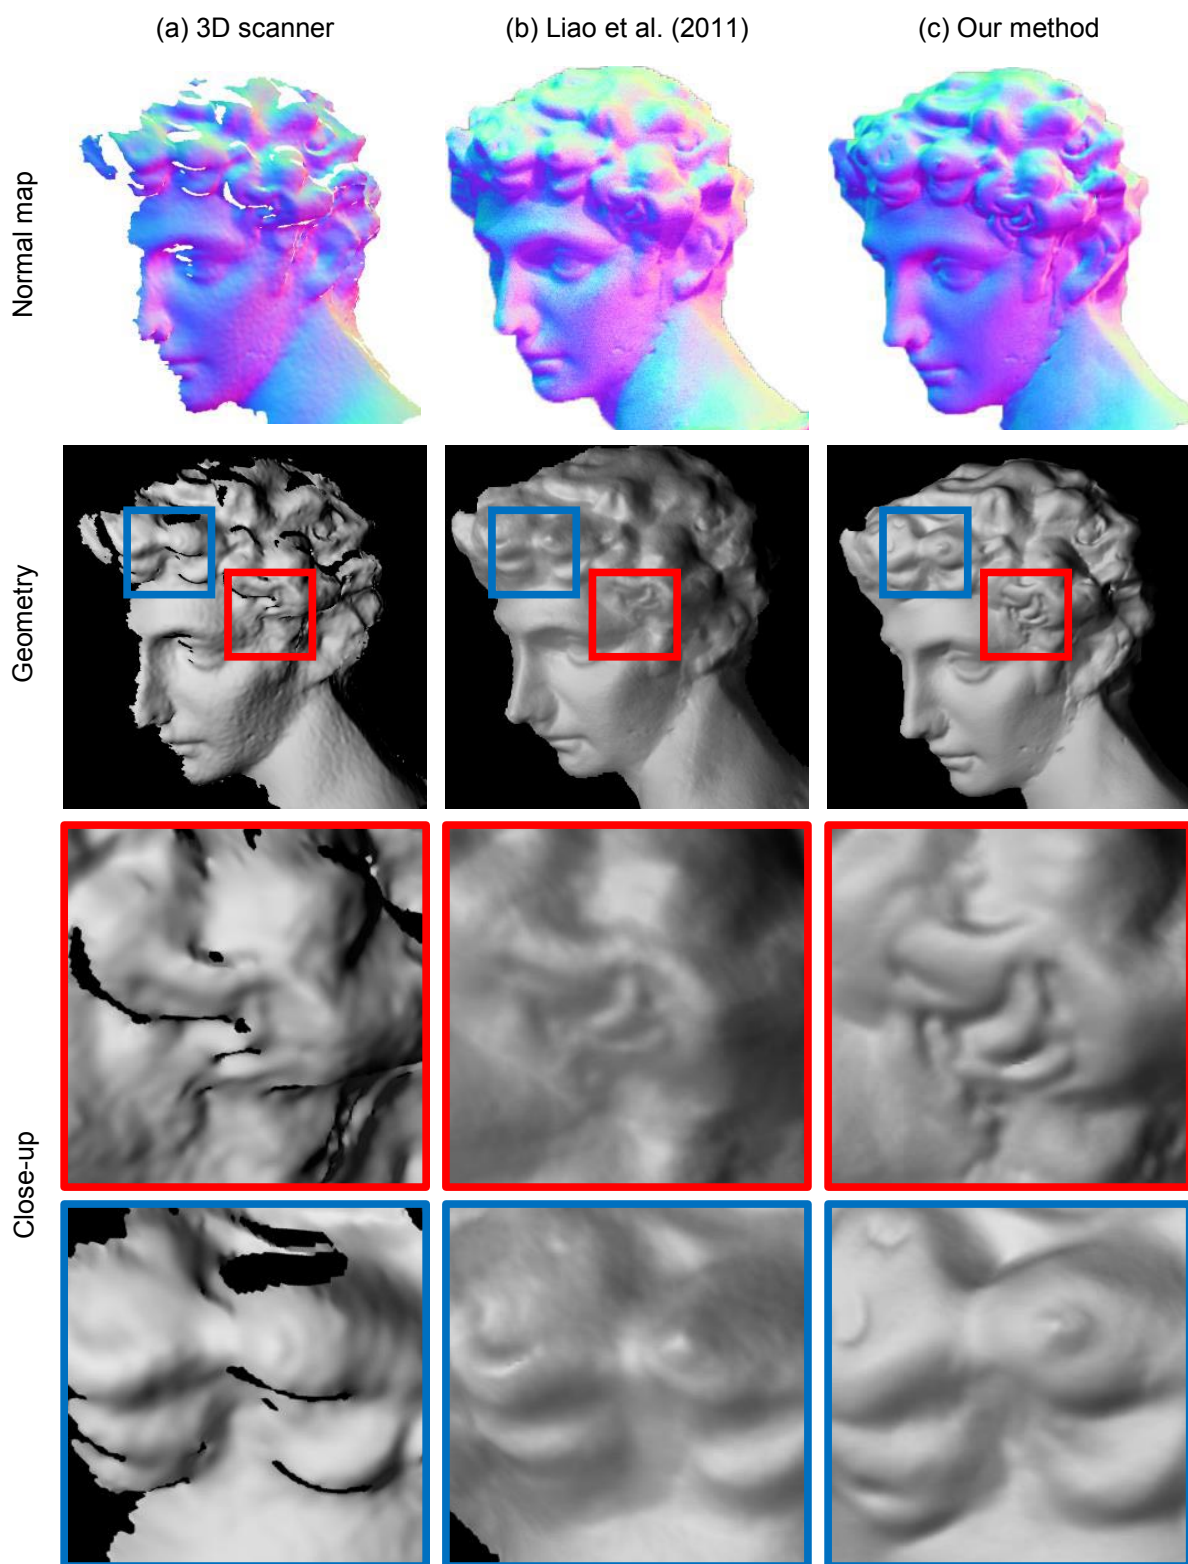 (a) 3D scanner
(b) Liao et al. (2011)
(c) Our method
Normal map
Geometry
Close-up